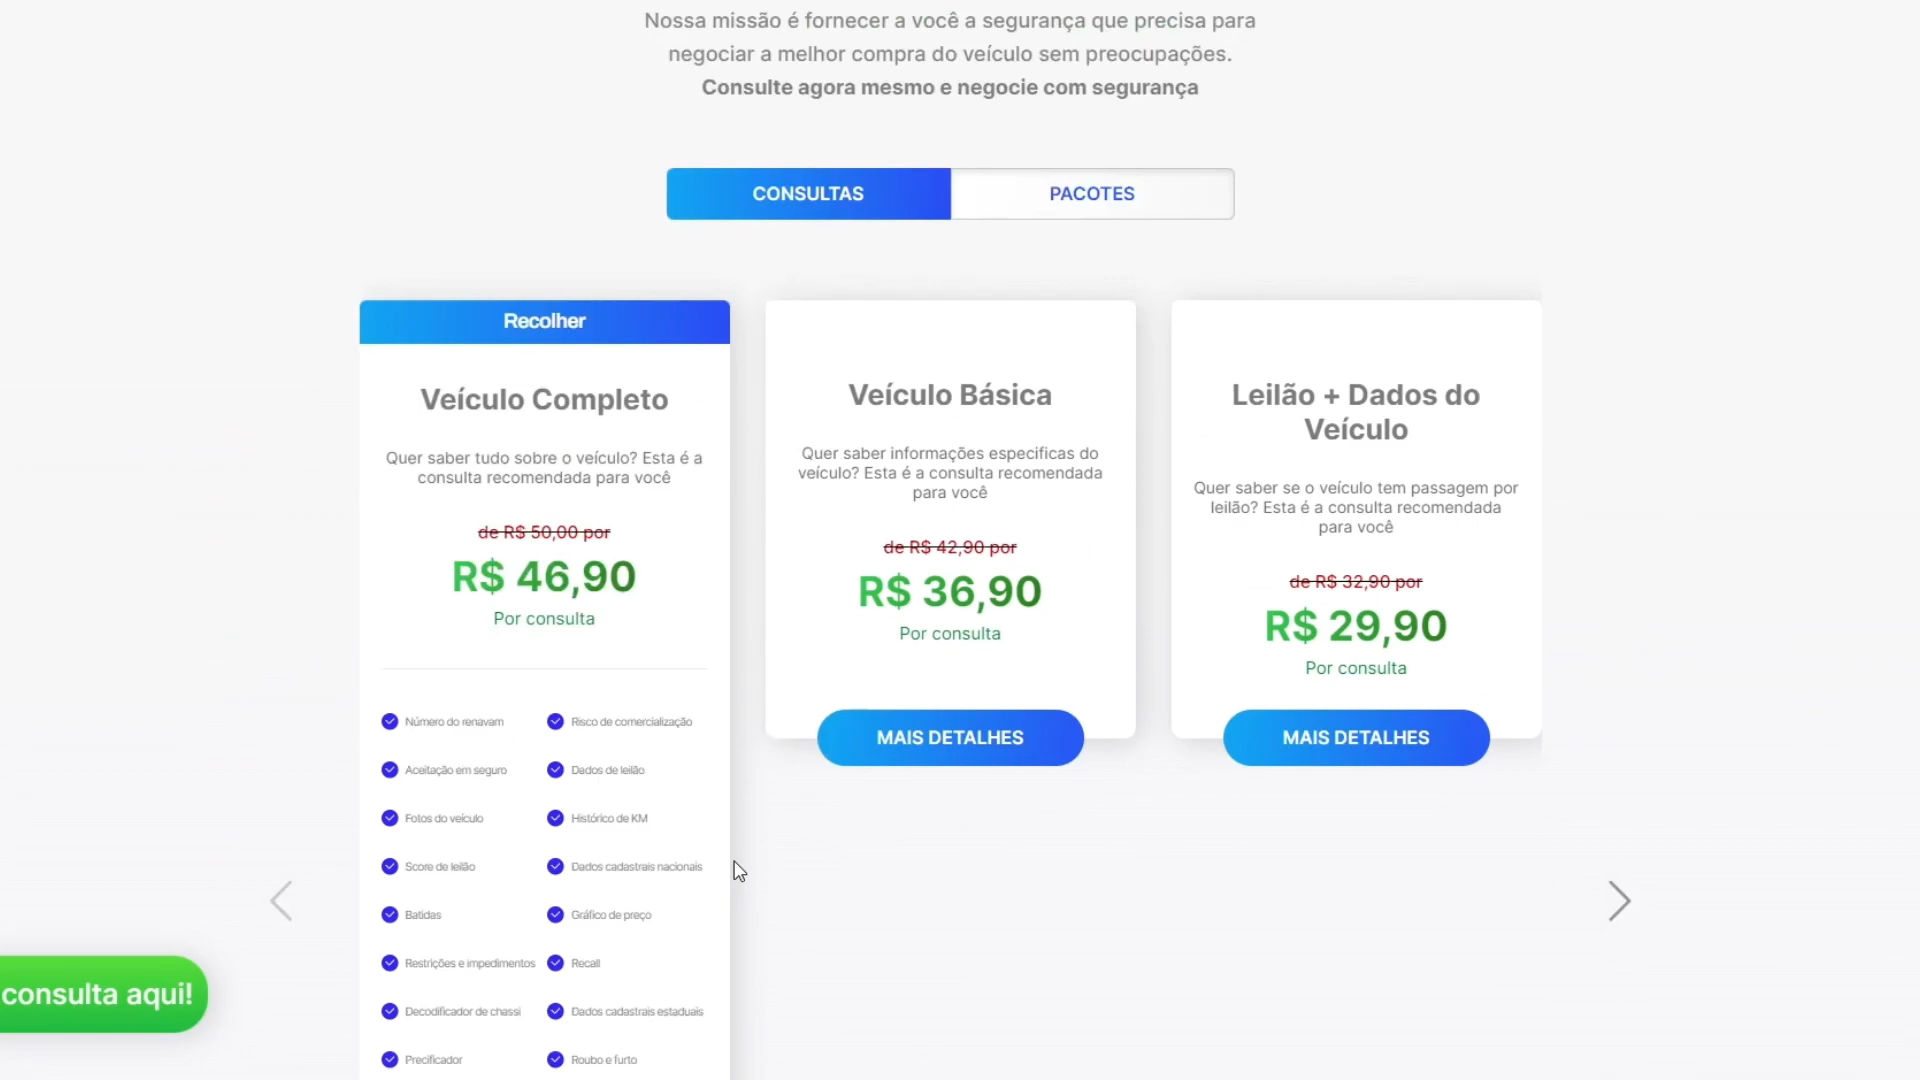 Nossa missão é fornecer a você a segurança que precisa para
negociar a melhor compra do veículo sem preocupações.
Consulte agora mesmo e negocie com segurança
CONSULTAS
PACOTES
Recolher
Veículo Completo
Quer saber tudo sobre o veículo? Esta é a
consulta recomendada para você
de R$ 50,00 por
R$ 46,90
Por consulta
Número do renavam
Risco de comercialização
Aceitação em seguro
Dados de leilão
Fotos do veículo
Histórico de KM
Score de leilão
Dados cadastrais nacionais
Batidas
Gráfico de preço
Restrições e impedimentos
Recall
Decodificador de chassi
Dados cadastrais estaduais
Precificador
Roubo e furto
Veículo Básica
Quer saber informações especificas do
veículo? Esta é a consulta recomendada
para você
de R$ 42,90 por
R$ 36,90
Por consulta
MAIS DETALHES
Leilão + Dados do
Veículo
Quer saber se o veículo tem passagem por
leilão? Esta é a consulta recomendada
para você
de R$ 32,90 por
R$ 29,90
Por consulta
MAIS DETALHES
consulta aqui!